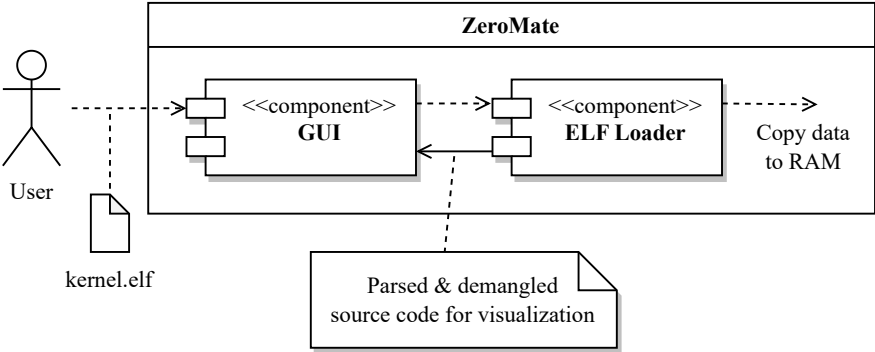 ZeroMate
<<component>>
GUI
<<component>>
ELF Loader
Copy data
to RAM
User
kernel.elf
Parsed & demangled
source code for visualization